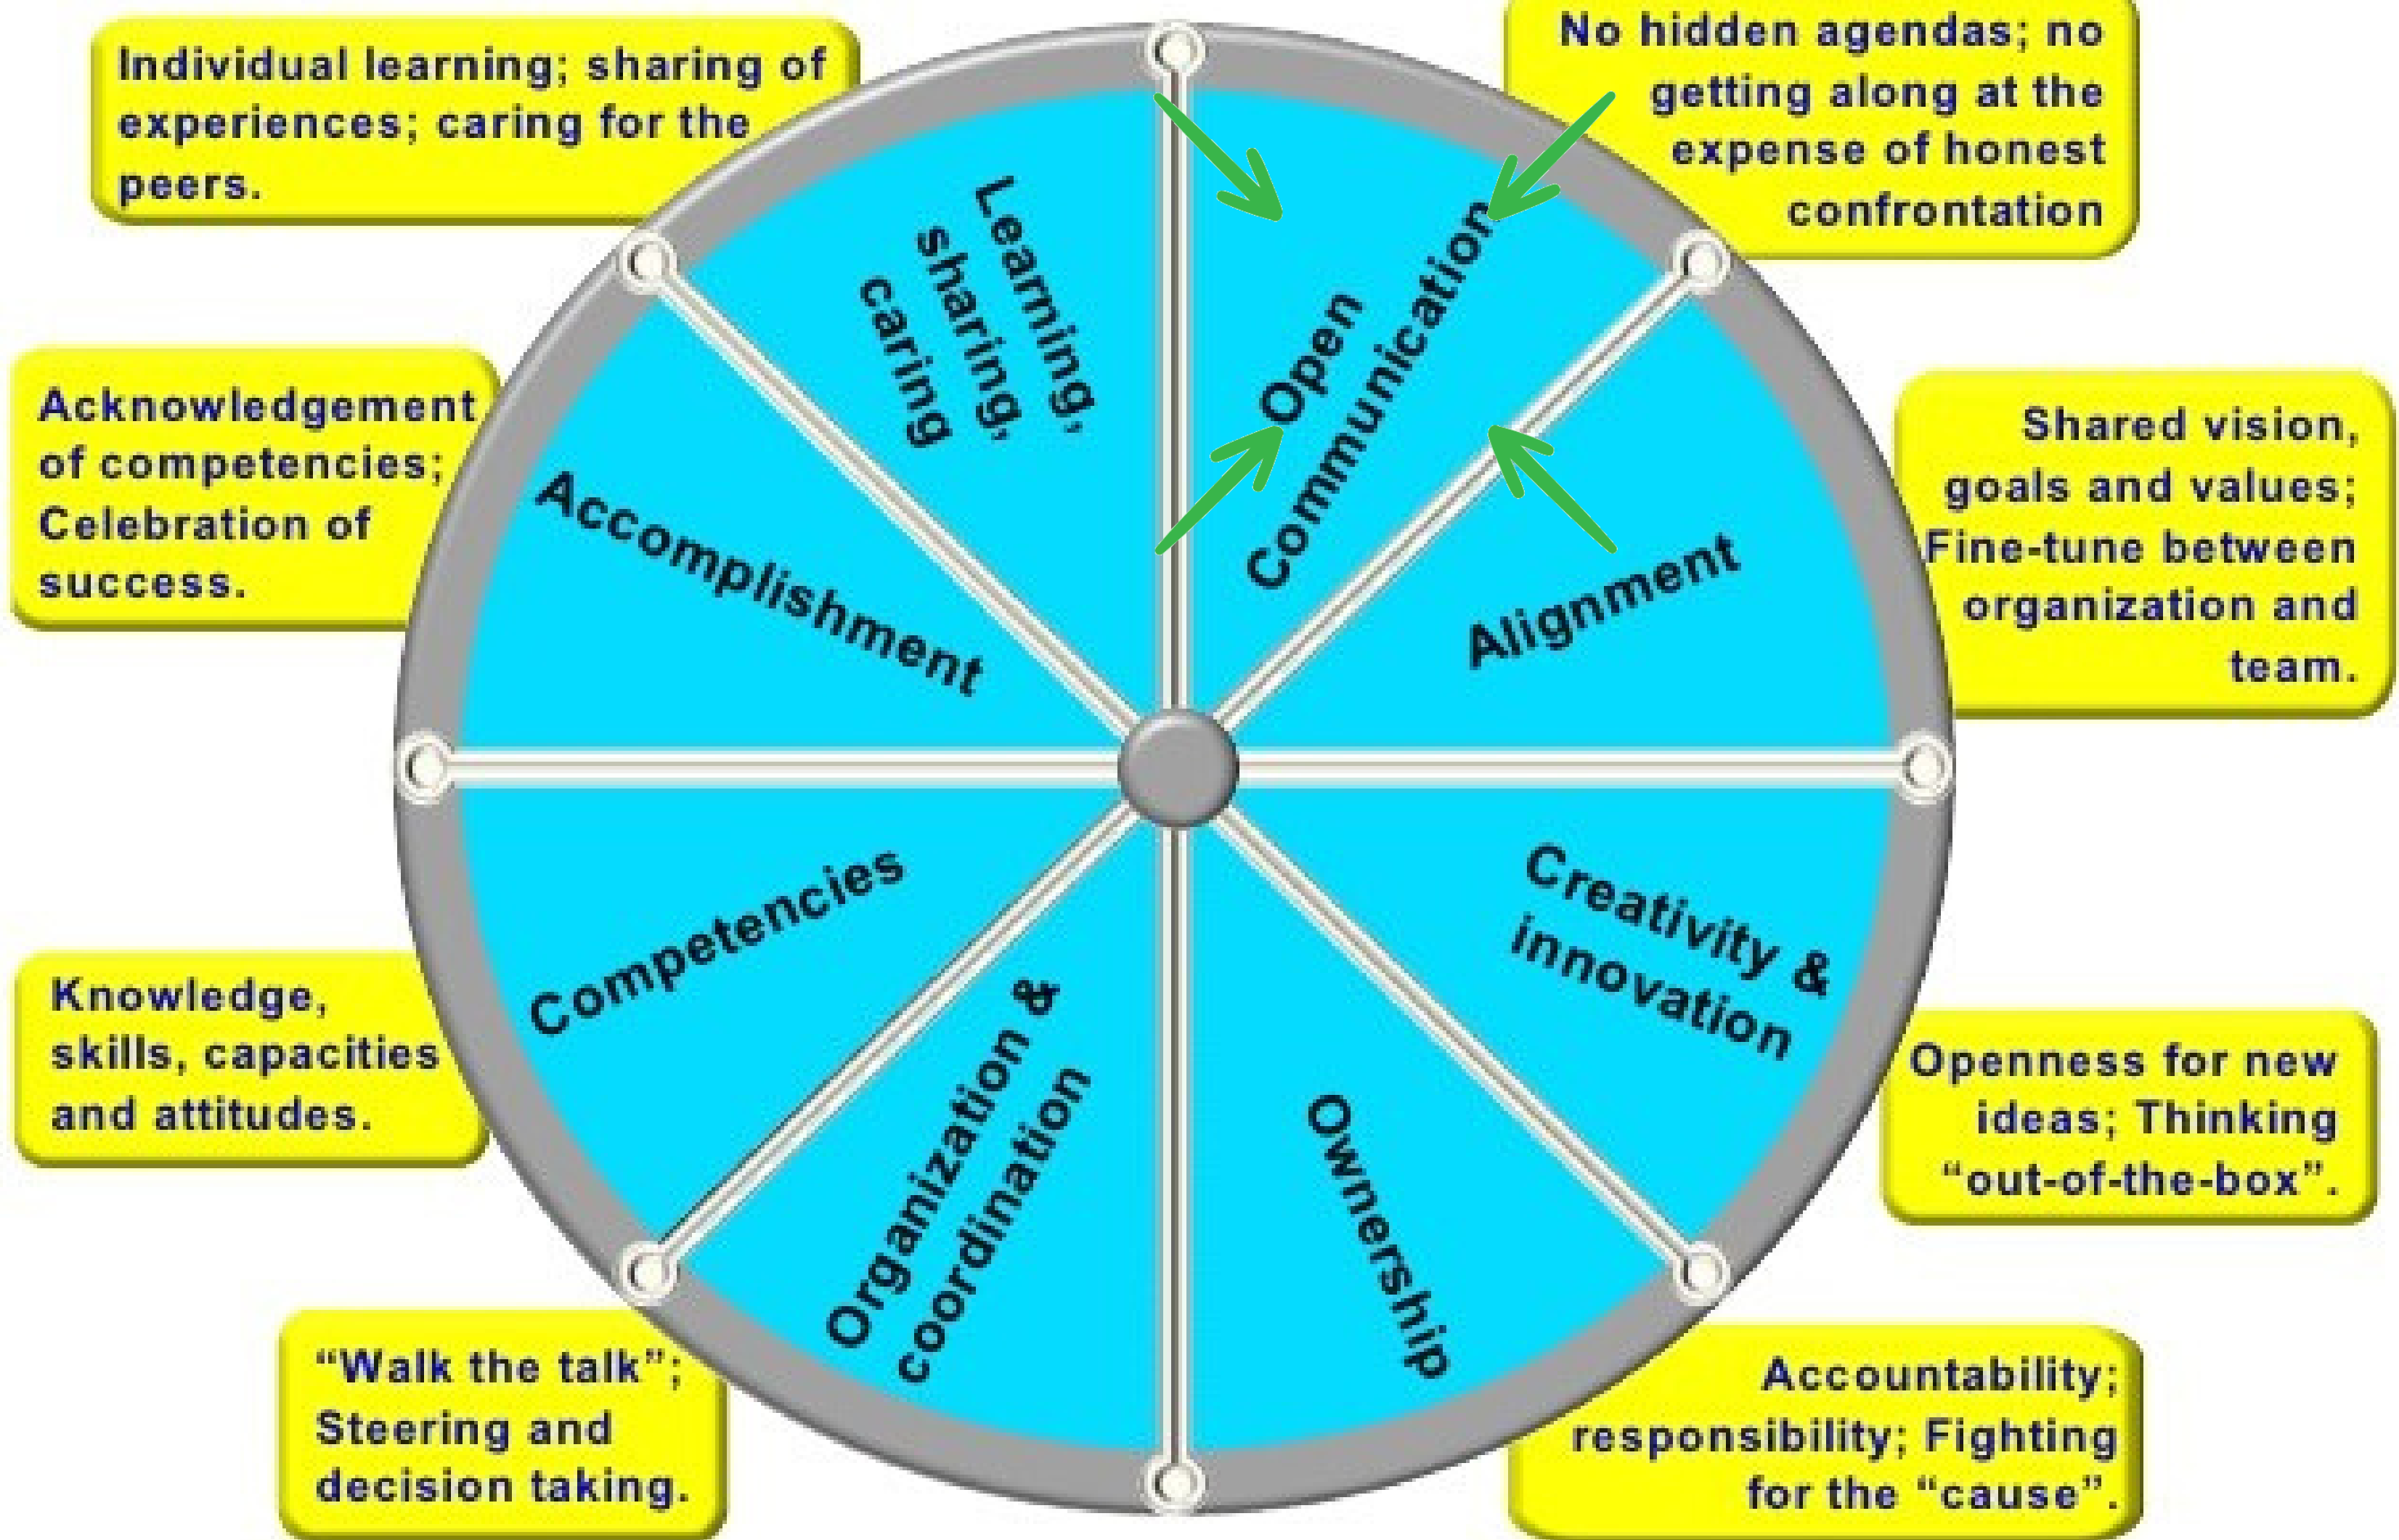 Individual learning; sharing of
experiences; caring for the
peers.
No hidden agendas; no
getting along at the
expense of honest
confrontation
Learning,
sharing,
caring
Open
Communication
Acknowledgement
of competencies;
Celebration of
success.
Accomplishment
Alignment
Shared vision,
goals and values;
Fine-tune between
organization and
team.
Competencies
Creativity &
innovation
Knowledge,
skills, capacities
and attitudes.
Organization &
coordination
Ownership
Openness for new
ideas; Thinking
“out-of-the-box”.
“Walk the talk”;
Steering and
decision taking.
Accountability;
responsibility; Fighting
for the “cause”.